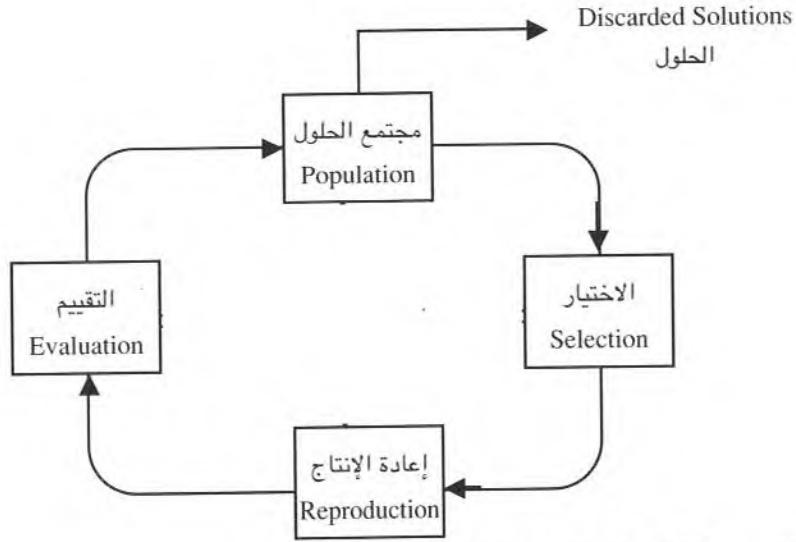 Discarded Solutions
الحلول
مجتمع الحلول
Population
الاختيار
Selection
إعادة الإنتاج
Reproduction
التقييم
Evaluation